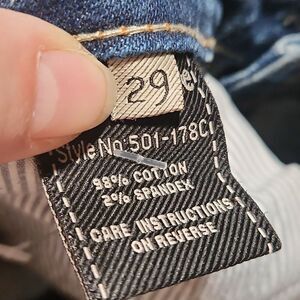 29
Style No:501-178C
98% COTTON
2% SPANDEX
CARE INSTRUCTIONS
ON REVERSE